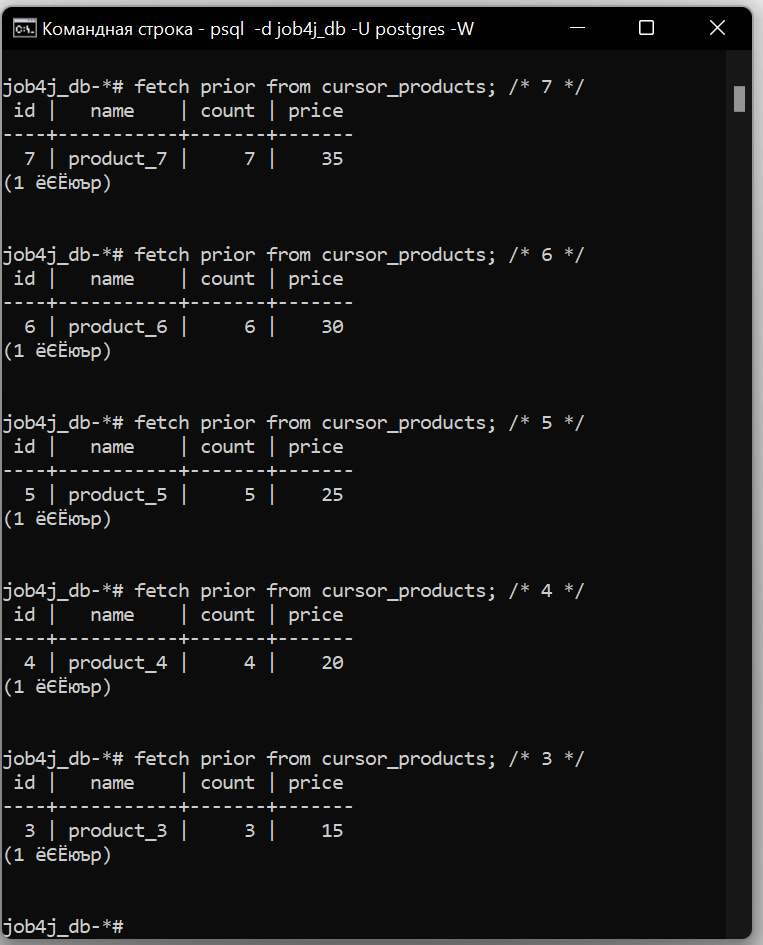 Командная строка - psql  -d job4j_db -U postgres -W
job4j_db-*# fetch prior from cursor_products; /* 7 */
 id |   name    | count | price
----+-----------+-------+-------
  7 | product_7 |     7 |    35
(1 ёЄЁюър)
job4j_db-*# fetch prior from cursor_products; /* 6 */
 id |   name    | count | price
----+-----------+-------+-------
  6 | product_6 |     6 |    30
(1 ёЄЁюър)
job4j_db-*# fetch prior from cursor_products; /* 5 */
 id |   name    | count | price
----+-----------+-------+-------
  5 | product_5 |     5 |    25
(1 ёЄЁюър)
job4j_db-*# fetch prior from cursor_products; /* 4 */
 id |   name    | count | price
----+-----------+-------+-------
  4 | product_4 |     4 |    20
(1 ёЄЁюър)
job4j_db-*# fetch prior from cursor_products; /* 3 */
 id |   name    | count | price
----+-----------+-------+-------
  3 | product_3 |     3 |    15
(1 ёЄЁюър)
job4j_db-*#